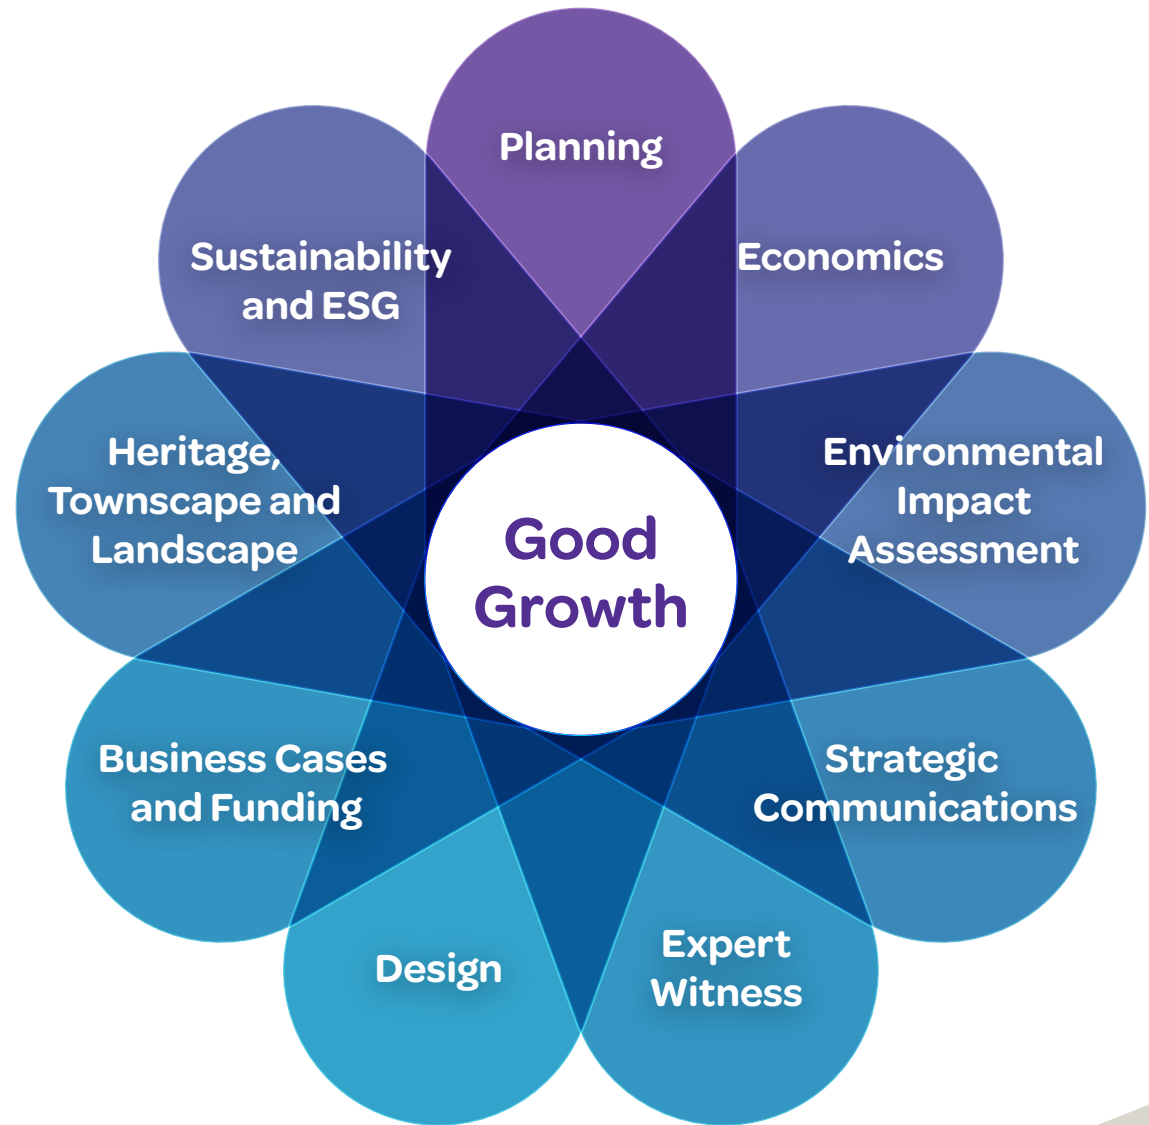 Planning
Economics
Environmental
Impact
Assessment
Strategic
Communications
Expert
Witness
Design
Business Cases
and Funding
Heritage,
Townscape and
Landscape
Sustainability
and ESG
Good
Growth